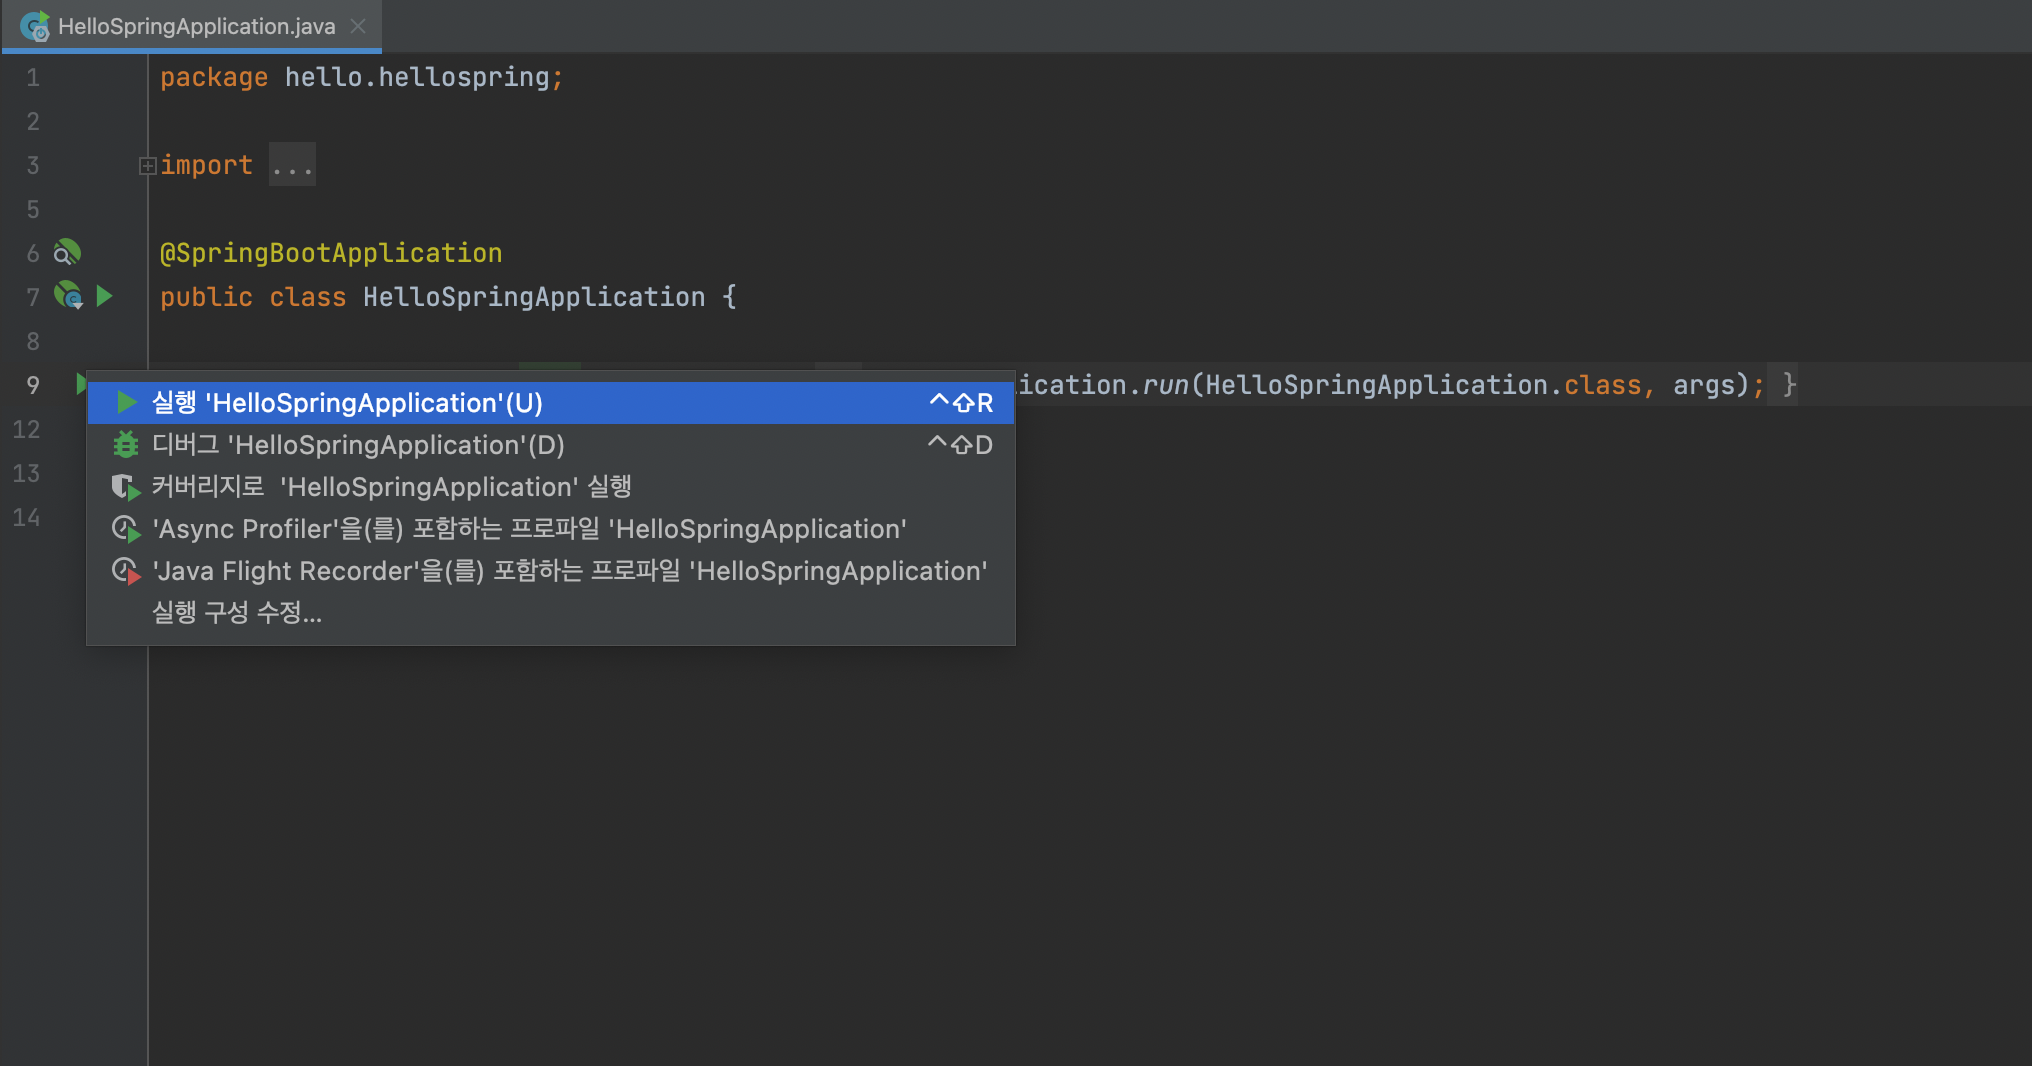 HelloSpringApplication.java
1 package hello.hellospring;
2
3 import ...
5
6 @SpringBootApplication
7 public class HelloSpringApplication {
8
9 ication.run(HelloSpringApplication.class, args); }
실행 'HelloSpringApplication'(U) ^⇧R
디버그 'HelloSpringApplication'(D) ^⇧D
12
커버리지로 'HelloSpringApplication' 실행
13
'Async Profiler'을(를) 포함하는 프로파일 'HelloSpringApplication'
14
'Java Flight Recorder'을(를) 포함하는 프로파일 'HelloSpringApplication'
실행 구성 수정...